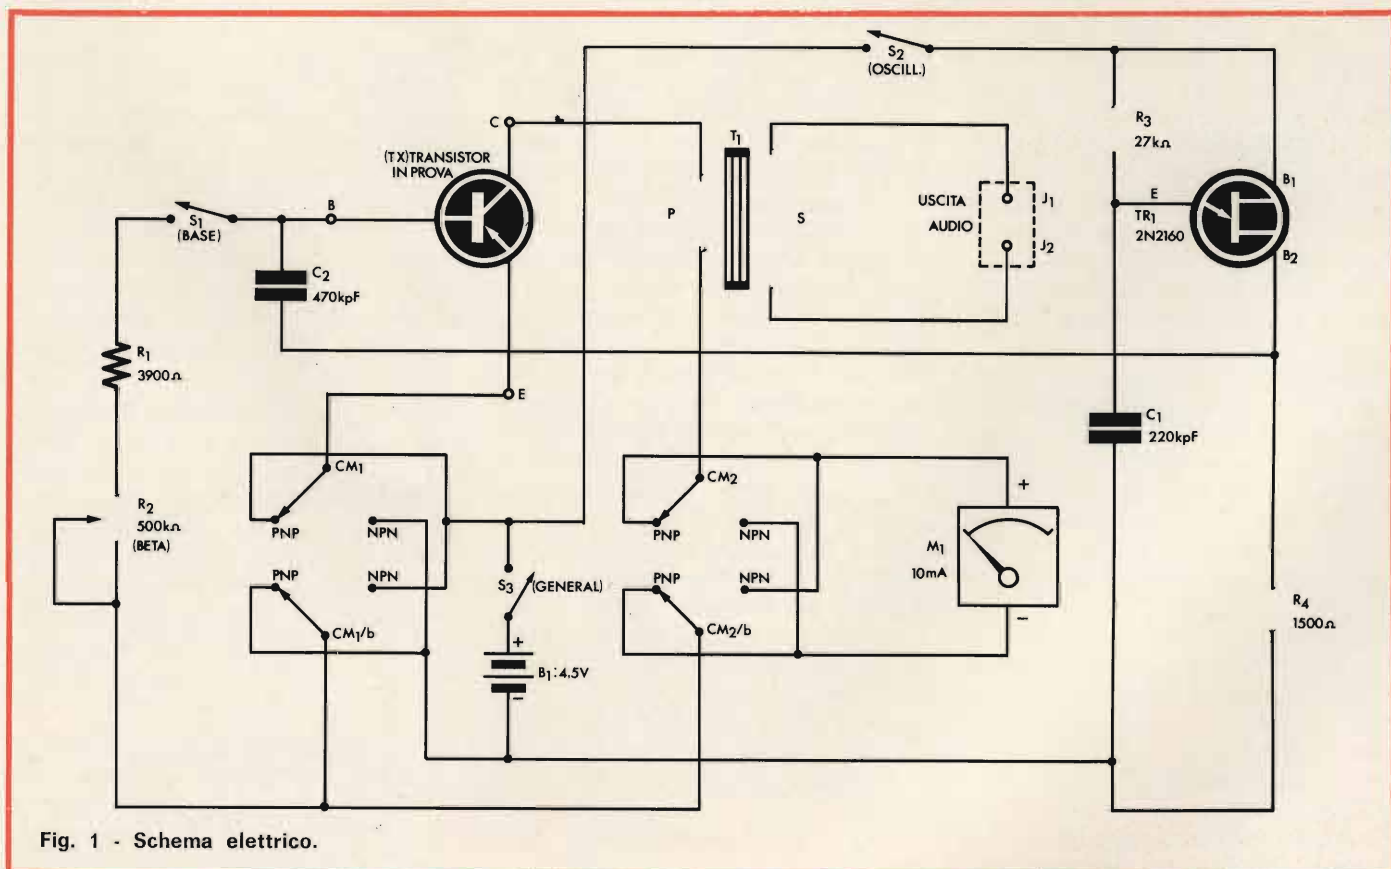 S2
(OSCILL.)
R3
27kΩ
C
(TX)TRANSISTOR
IN PROVA
T1
B1
E
TR1
2N2160
B2
P
S
USCITA
AUDIO
J1
J2
B
S1
(BASE)
C2
470kpF
R1
3900Ω
E
C1
220kpF
CM1
CM2
+
R2
500kΩ
(BETA)
PNP
NPN
PNP
NPN
M1
10mA
PNP
NPN
S3 (GENERAL)
PNP
NPN
R4
1500Ω
CM1/b
CM2/b
−
+
B1:4.5V
−
Fig. 1 - Schema elettrico.